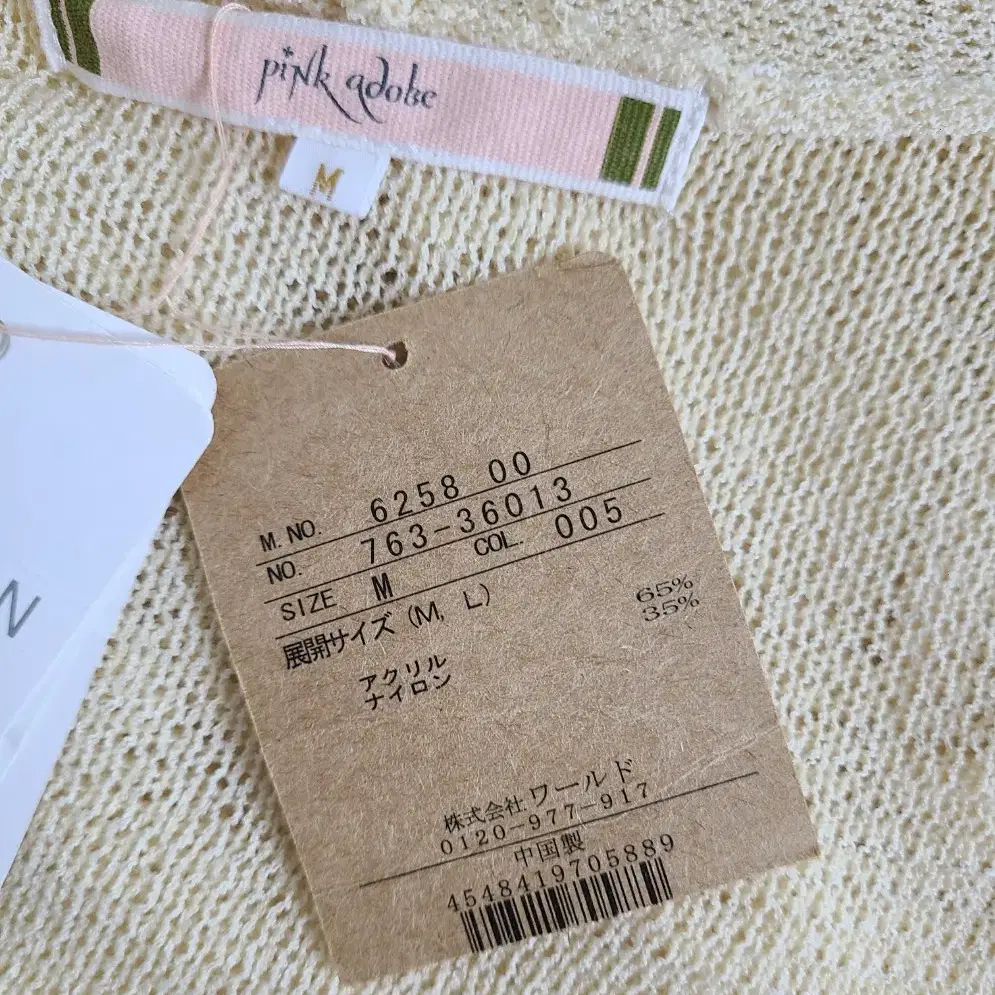 pink adobe
M
M. NO. 6258 00
NO. 763-36013
SIZE M COL. 005
展開サイズ (M, L)
アクリル 65%
ナイロン 35%
株式会社ワールド
0120-977-917
中国製
4548419705889
N